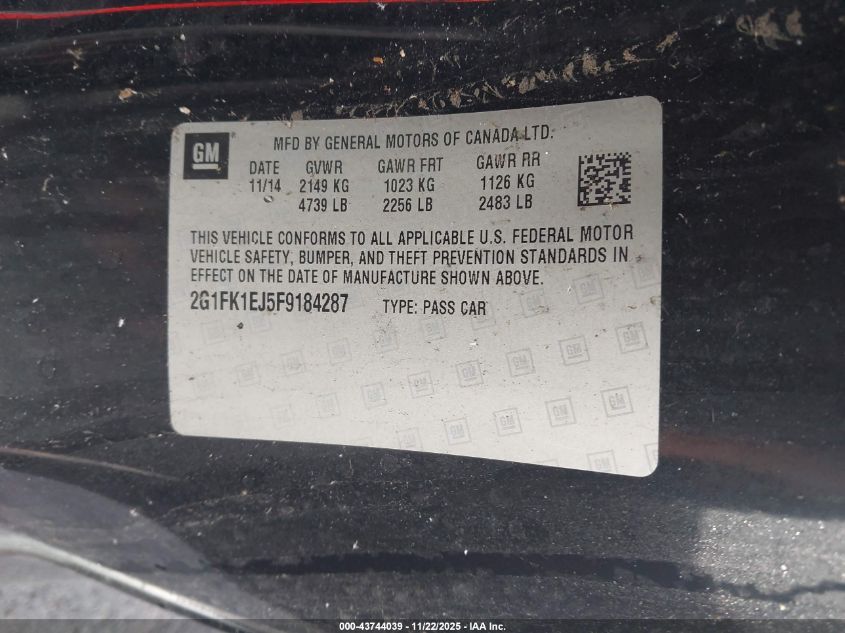 GM
MFD BY GENERAL MOTORS OF CANADA LTD.
DATE GVWR GAWR FRT GAWR RR
11/14 2149 KG 1023 KG 1126 KG
4739 LB 2256 LB 2483 LB
THIS VEHICLE CONFORMS TO ALL APPLICABLE U.S. FEDERAL MOTOR
VEHICLE SAFETY, BUMPER, AND THEFT PREVENTION STANDARDS IN
EFFECT ON THE DATE OF MANUFACTURE SHOWN ABOVE.
2G1FK1EJ5F9184287 TYPE: PASS CAR
000-43744039 - 11/22/2025 - IAA Inc.